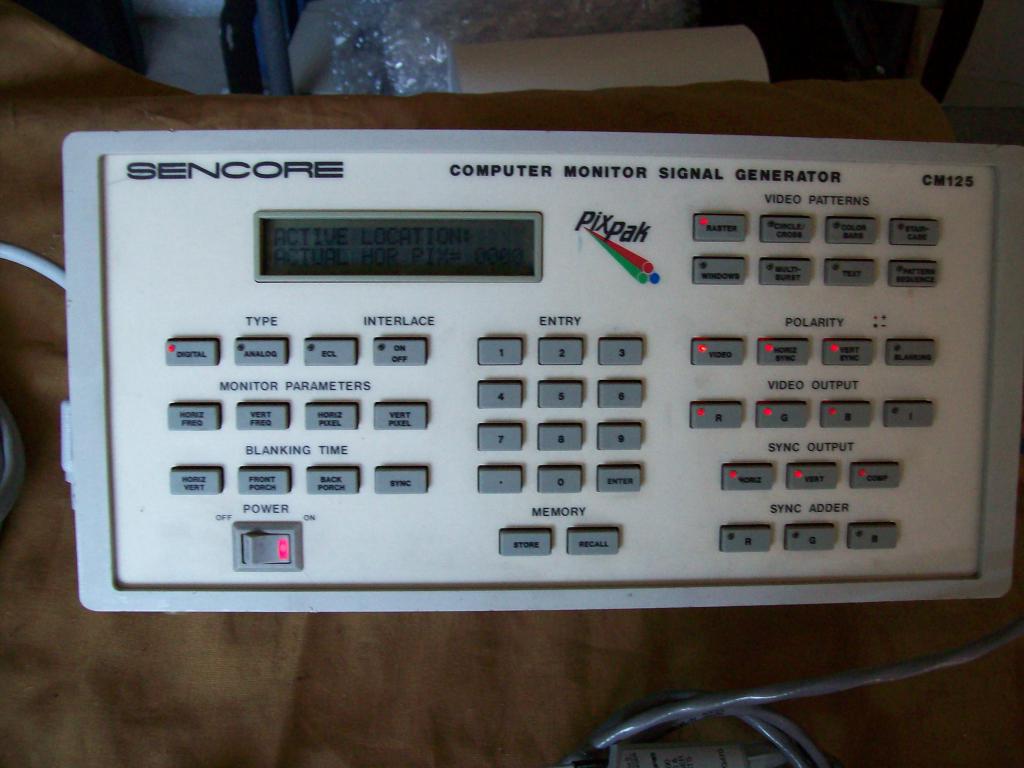 SENCORE
COMPUTER MONITOR SIGNAL GENERATOR
CM125
ACTIVE LOCATION:
ACTUAL HOR PIX= 0000
PIXPAK
VIDEO PATTERNS
RASTER
CIRCLE/
CROSS
COLOR
BARS
STAIR-
CASE
WINDOWS
MULTI-
BURST
TEXT
PATTERN
SEQUENCE
TYPE
DIGITAL
ANALOG
ECL
INTERLACE
ON
OFF
MONITOR PARAMETERS
HORIZ
FREQ
VERT
FREQ
HORIZ
PIXEL
VERT
PIXEL
BLANKING TIME
HORIZ
VERT
FRONT
PORCH
BACK
PORCH
SYNC
POWER
OFF
ON
ENTRY
1 2 3
4 5 6
7 8 9
. 0 ENTER
MEMORY
STORE
RECALL
POLARITY
+ -
VIDEO
HORIZ
SYNC
VERT
SYNC
BLANKING
VIDEO OUTPUT
R G B I
SYNC OUTPUT
HORIZ
VERT
COMP
SYNC ADDER
R G B